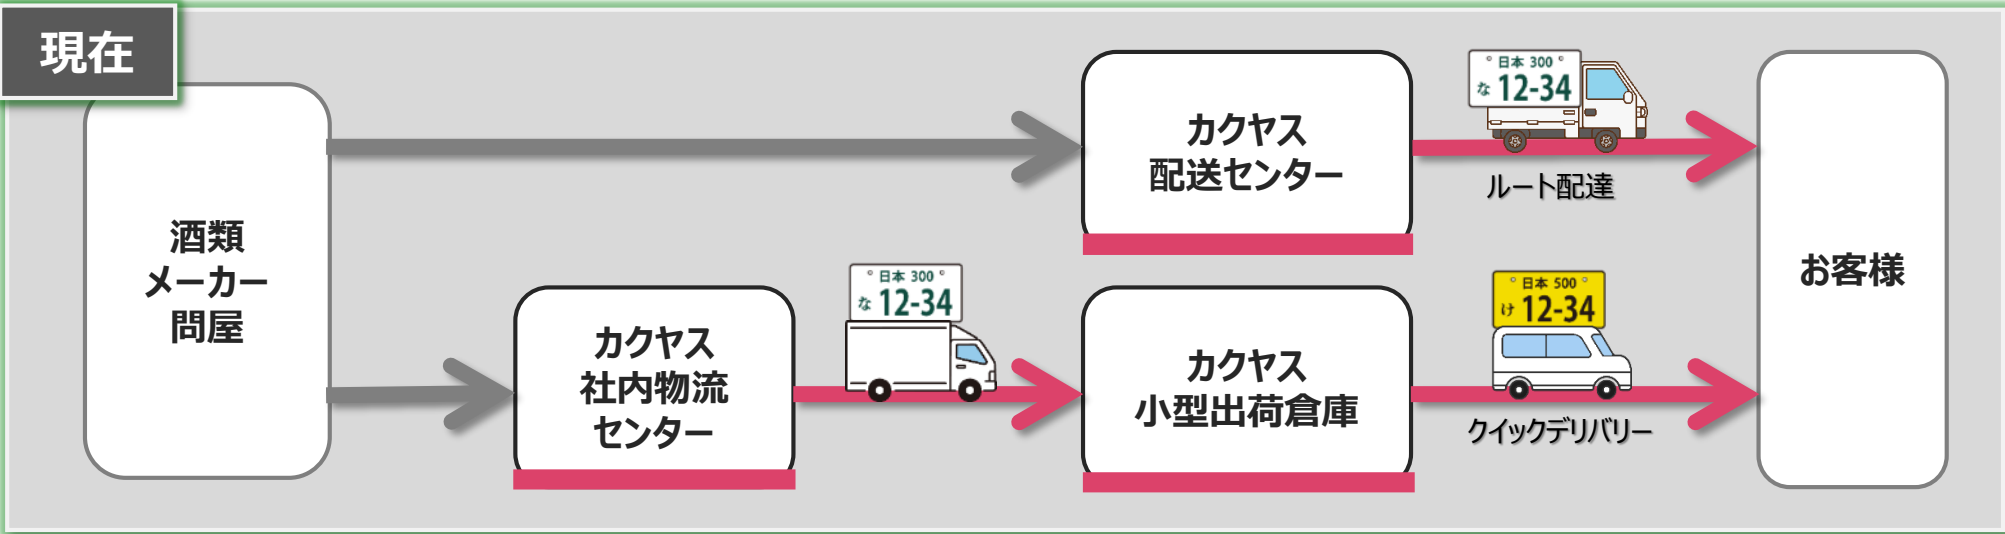 現在
酒類
メーカー
問屋
カクヤス
配送センター
日本 300
な 12-34
ルート配達
カクヤス
社内物流
センター
日本 300
な 12-34
カクヤス
小型出荷倉庫
日本 500
け 12-34
クイックデリバリー
お客様